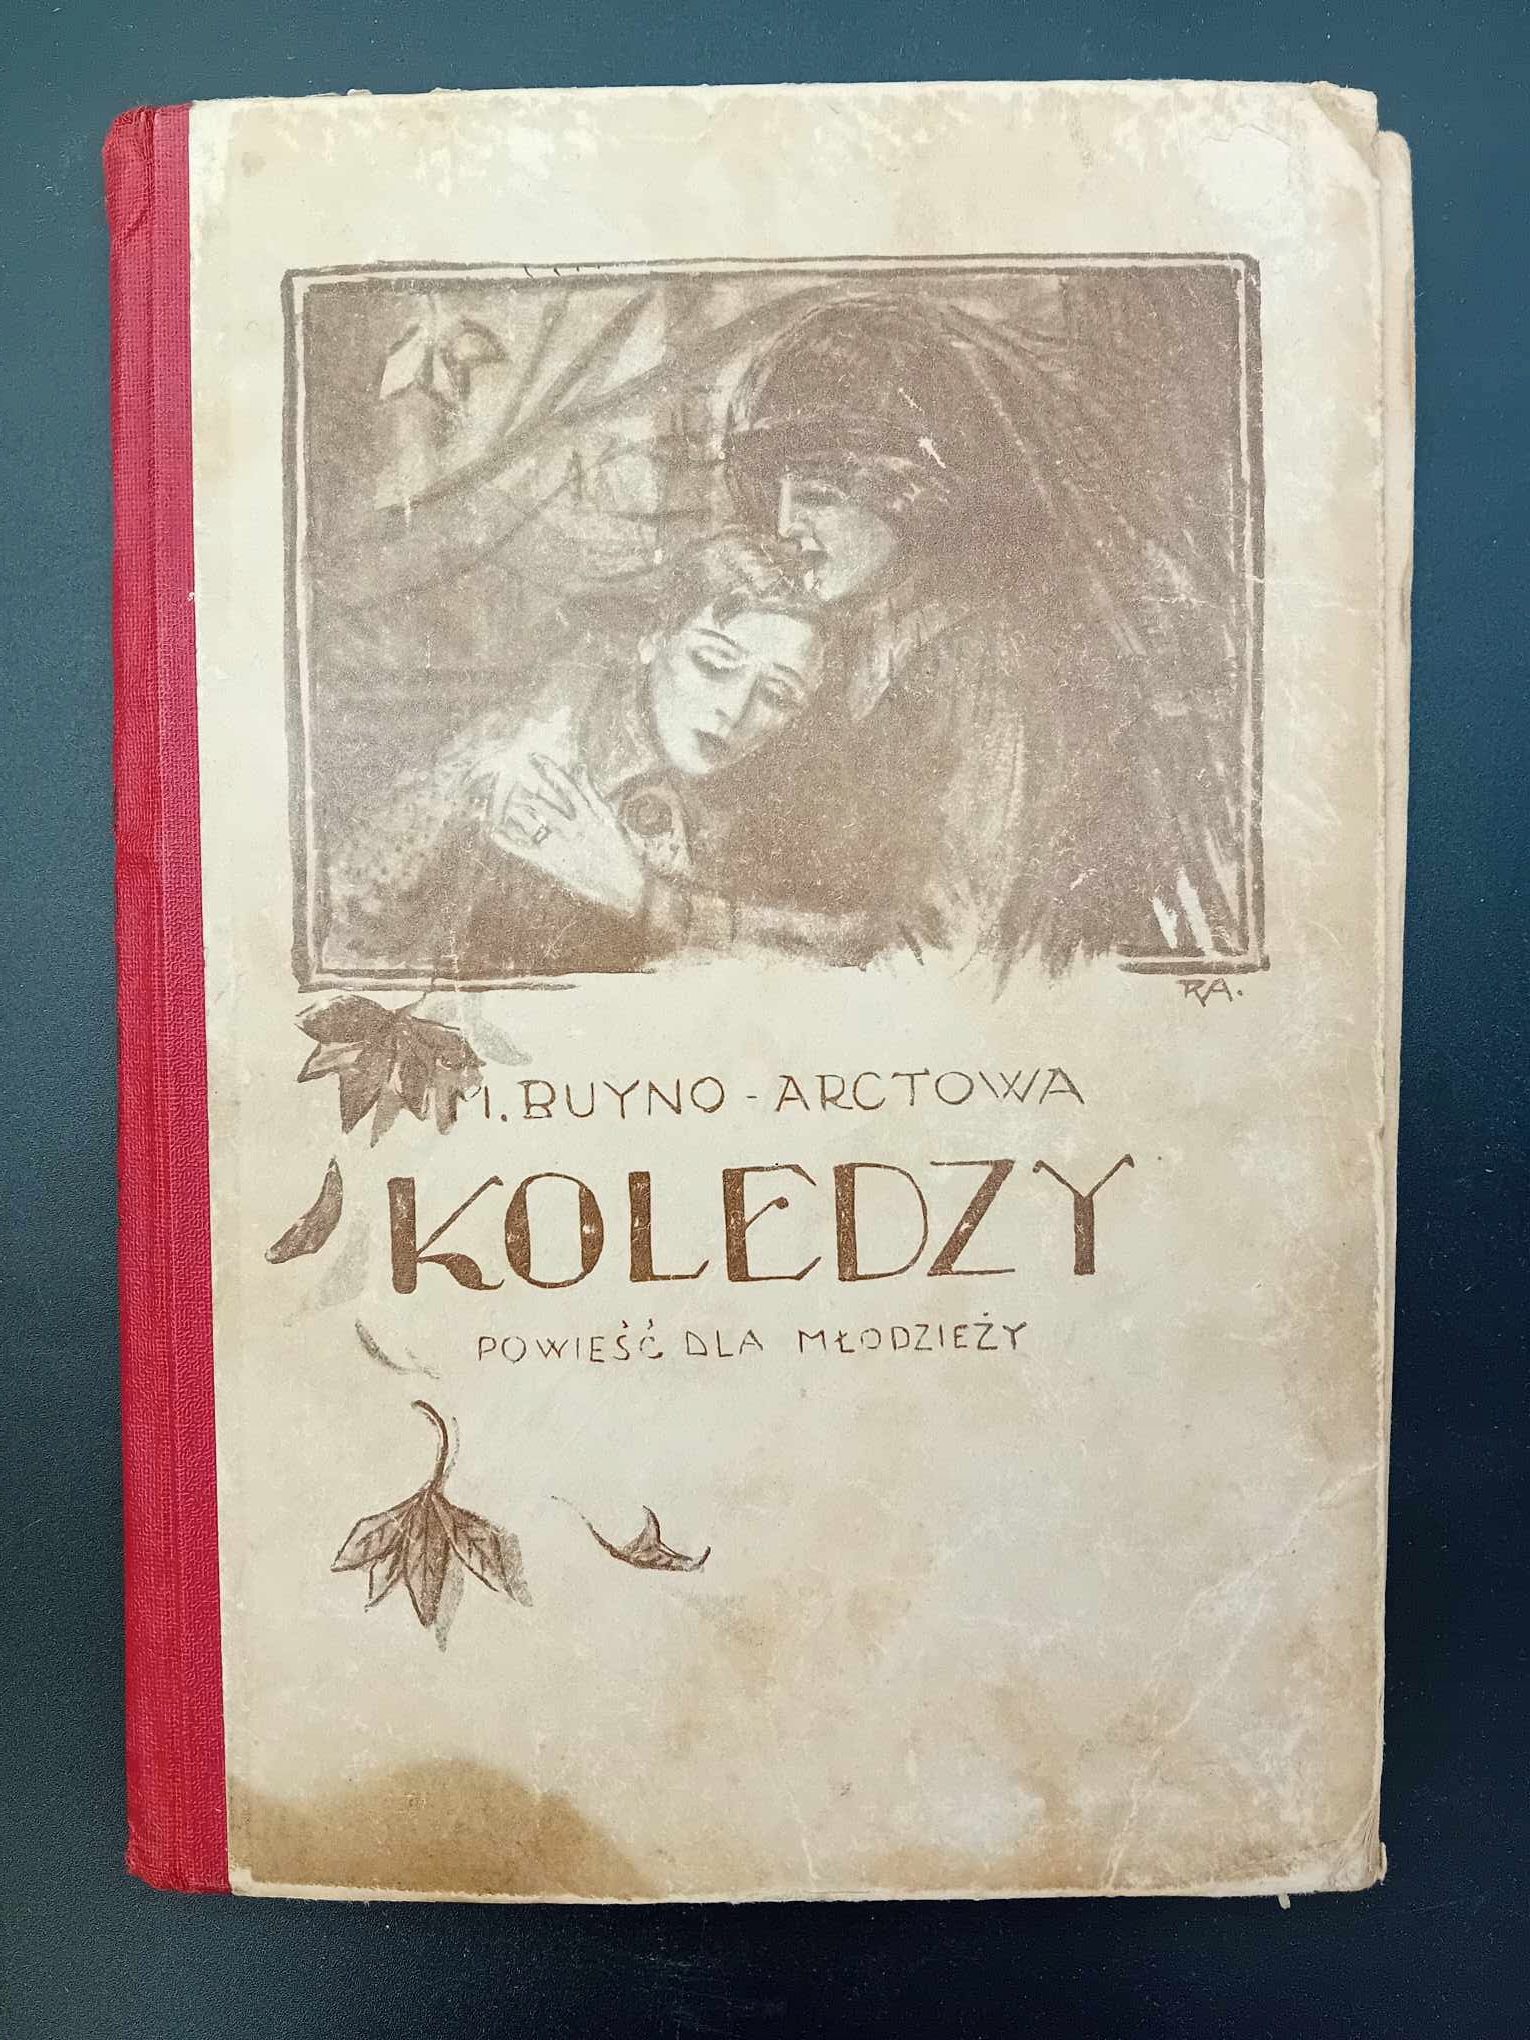 RA.
M. BUYNO-ARCTOWA
KOLEDZY
POWIEŚĆ DLA MŁODZIEŻY